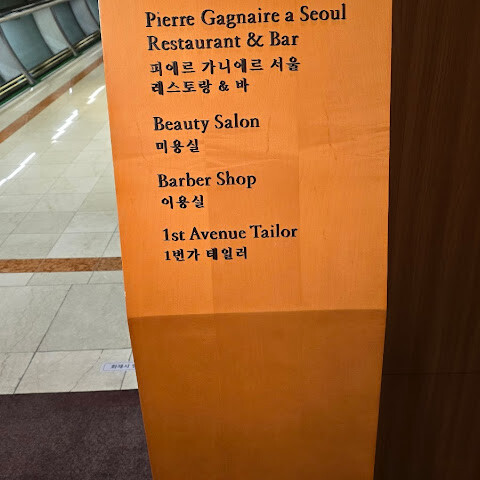 Pierre Gagnaire a Seoul
Restaurant & Bar
피에르 가니에르 서울
레스토랑 & 바
Beauty Salon
미용실
Barber Shop
이용실
1st Avenue Tailor
1번가 테일러